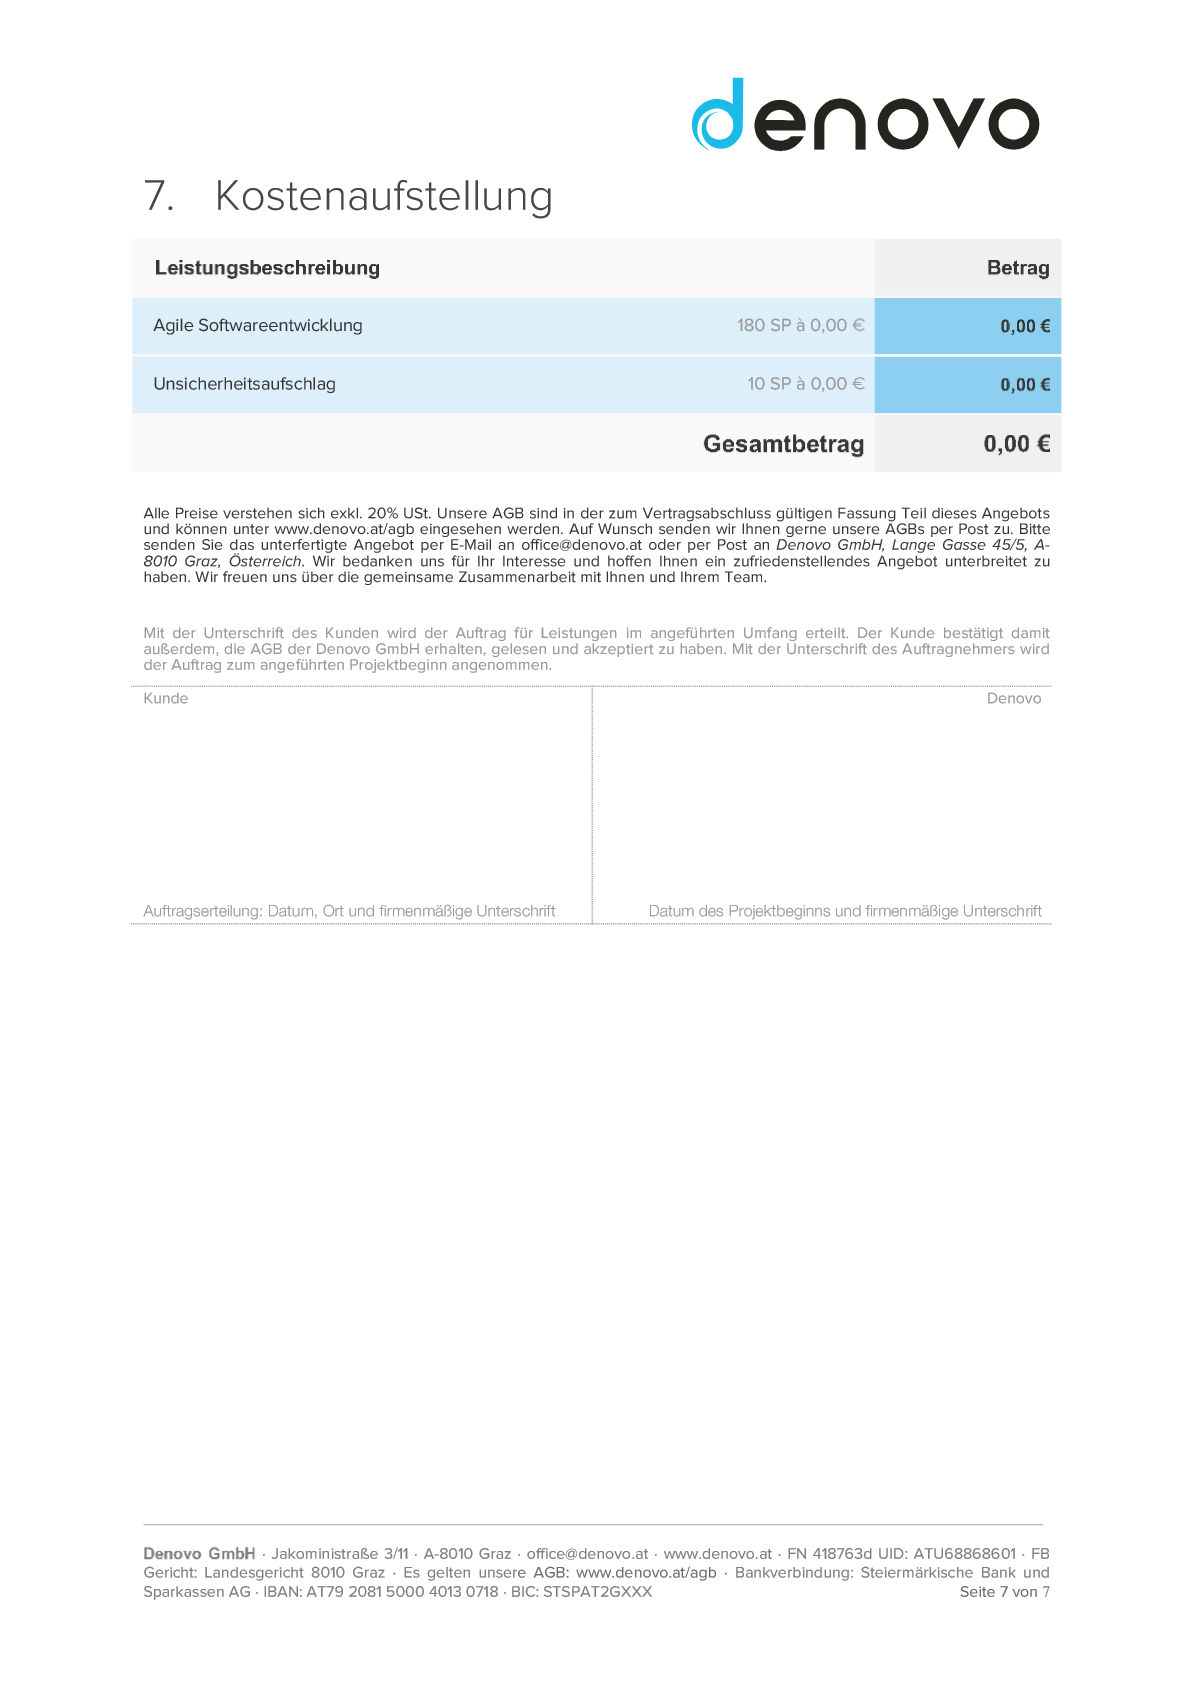 denovo
7. Kostenaufstellung
Leistungsbeschreibung Betrag
Agile Softwareentwicklung 180 SP à 0,00 € 0,00 €
Unsicherheitsaufschlag 10 SP à 0,00 € 0,00 €
Gesamtbetrag 0,00 €
Alle Preise verstehen sich exkl. 20% USt. Unsere AGB sind in der zum Vertragsabschluss gültigen Fassung Teil dieses Angebots
und können unter www.denovo.at/agb eingesehen werden. Auf Wunsch senden wir Ihnen gerne unsere AGBs per Post zu. Bitte
senden Sie das unterfertigte Angebot per E-Mail an office@denovo.at oder per Post an Denovo GmbH, Lange Gasse 45/5, A-
8010 Graz, Österreich. Wir bedanken uns für Ihr Interesse und hoffen Ihnen ein zufriedenstellendes Angebot unterbreitet zu
haben. Wir freuen uns über die gemeinsame Zusammenarbeit mit Ihnen und Ihrem Team.
Mit der Unterschrift des Kunden wird der Auftrag für Leistungen im angeführten Umfang erteilt. Der Kunde bestätigt damit
außerdem, die AGB der Denovo GmbH erhalten, gelesen und akzeptiert zu haben. Mit der Unterschrift des Auftragnehmers wird
der Auftrag zum angeführten Projektbeginn angenommen.
Kunde Denovo
Auftragserteilung: Datum, Ort und firmenmäßige Unterschrift Datum des Projektbeginns und firmenmäßige Unterschrift
Denovo GmbH · Jakoministraße 3/11 · A-8010 Graz · office@denovo.at · www.denovo.at · FN 418763d UID: ATU68868601 · FB
Gericht: Landesgericht 8010 Graz · Es gelten unsere AGB: www.denovo.at/agb · Bankverbindung: Steiermärkische Bank und
Sparkassen AG · IBAN: AT79 2081 5000 4013 0718 · BIC: STSPAT2GXXX Seite 7 von 7